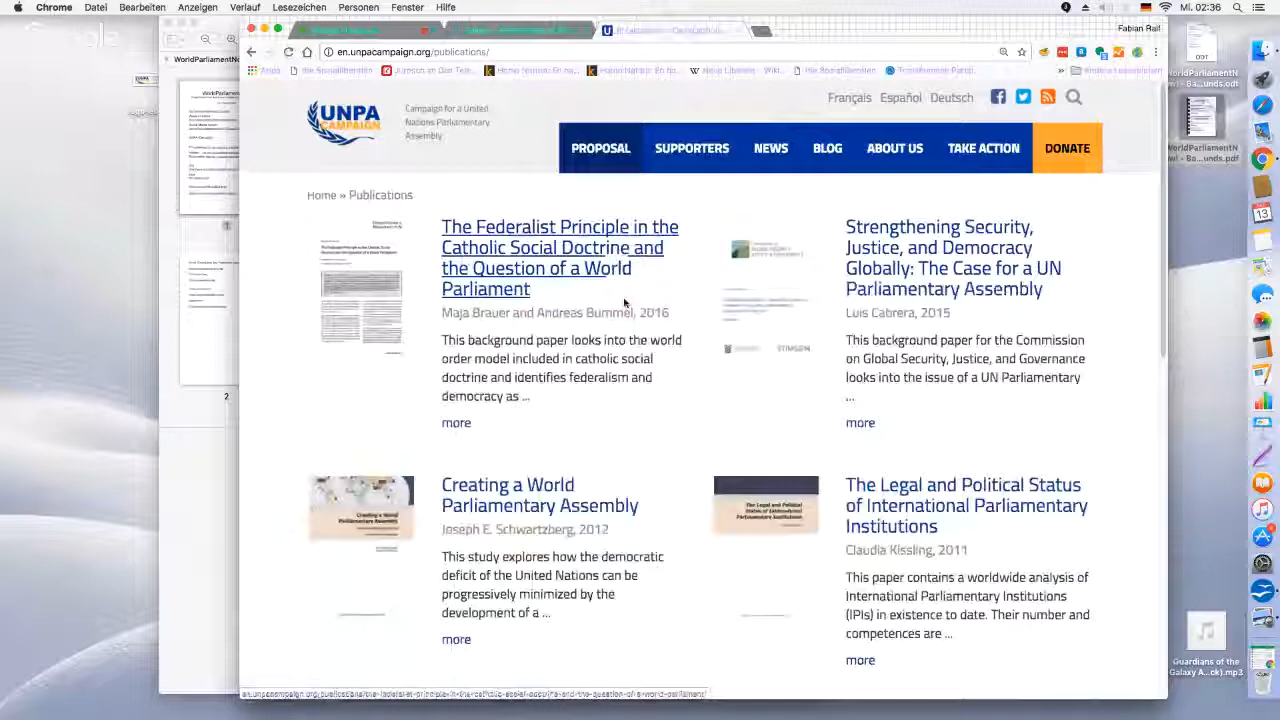 Chrome Datei Bearbeiten Anzeigen Verlauf Lesezeichen Personen Fenster Hilfe
Mi. 02:36
Fabian Ralf
en.unpacampaign.org/publications/
WorldParliamentN
UNPA
CAMPAIGN
Campaign for a United
Nations Parliamentary
Assembly
Français Español Deutsch
PROPOSAL SUPPORTERS NEWS BLOG ABOUT US TAKE ACTION DONATE
Home » Publications
The Federalist Principle in the
Catholic Social Doctrine and
the Question of a World
Parliament
Maja Brauer and Andreas Bummel, 2016
This background paper looks into the world
order model included in catholic social
doctrine and identifies federalism and
democracy as ...
more
Strengthening Security,
Justice, and Democracy
Globally: The Case for a UN
Parliamentary Assembly
Luis Cabrera, 2015
This background paper for the Commission
on Global Security, Justice, and Governance
looks into the issue of a UN Parliamentary
...
more
Creating a World
Parliamentary Assembly
Joseph E. Schwartzberg, 2012
This study explores how the democratic
deficit of the United Nations can be
progressively minimized by the
development of a ...
more
The Legal and Political Status
of International Parliamentary
Institutions
Claudia Kissling, 2011
This paper contains a worldwide analysis of
International Parliamentary Institutions
(IPIs) in existence to date. Their number and
competences are ...
more
2
ODT
Guardians of the
Galaxy A...ck).mp3